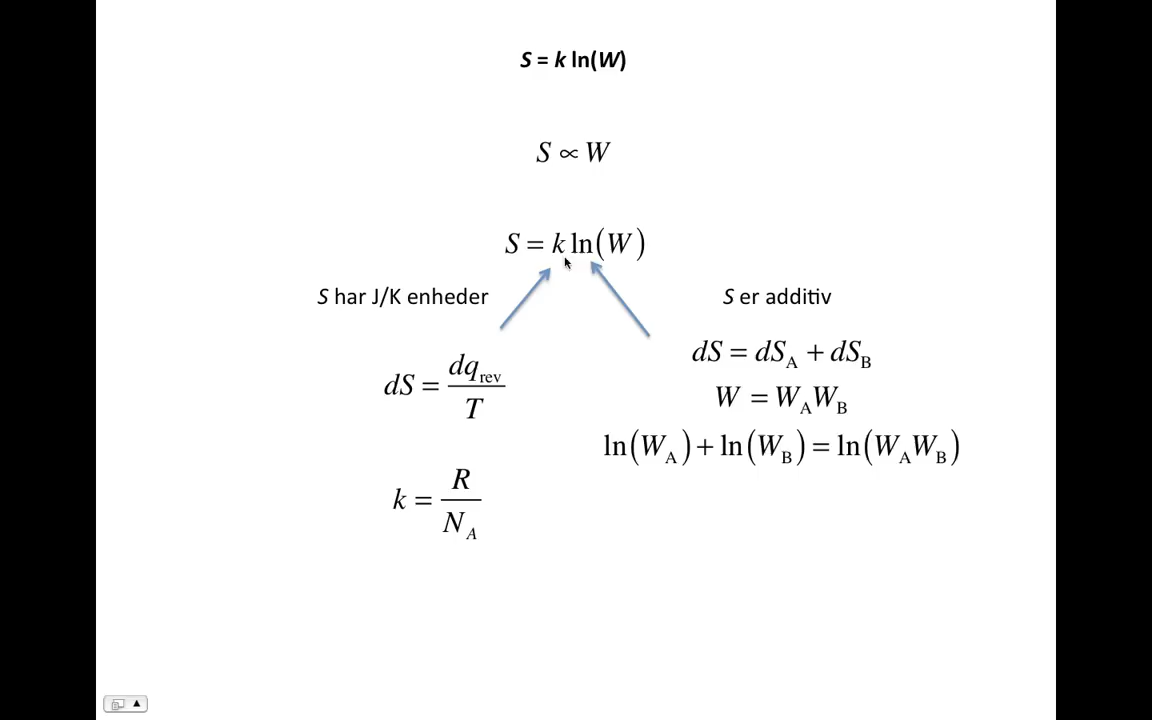 S = k ln(W)
S ∝ W
S = k ln(W)
S har J/K enheder
dS = dq_rev / T
k = R / N_A
S er additiv
dS = dS_A + dS_B
W = W_A W_B
ln(W_A) + ln(W_B) = ln(W_A W_B)